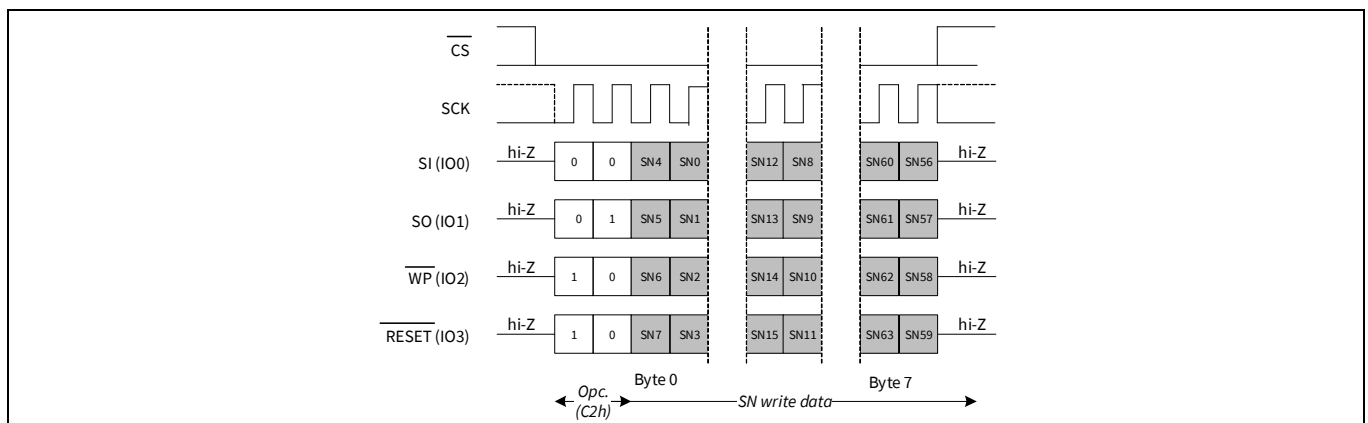 CS
SCK
SI (IO0) hi-Z 0 0 SN4 SN0 SN12 SN8 SN60 SN56 hi-Z
SO (IO1) hi-Z 0 1 SN5 SN1 SN13 SN9 SN61 SN57 hi-Z
WP (IO2) hi-Z 1 0 SN6 SN2 SN14 SN10 SN62 SN58 hi-Z
RESET (IO3) hi-Z 1 0 SN7 SN3 SN15 SN11 SN63 SN59 hi-Z
Byte 0 Byte 7
Opc. SN write data
(C2h)